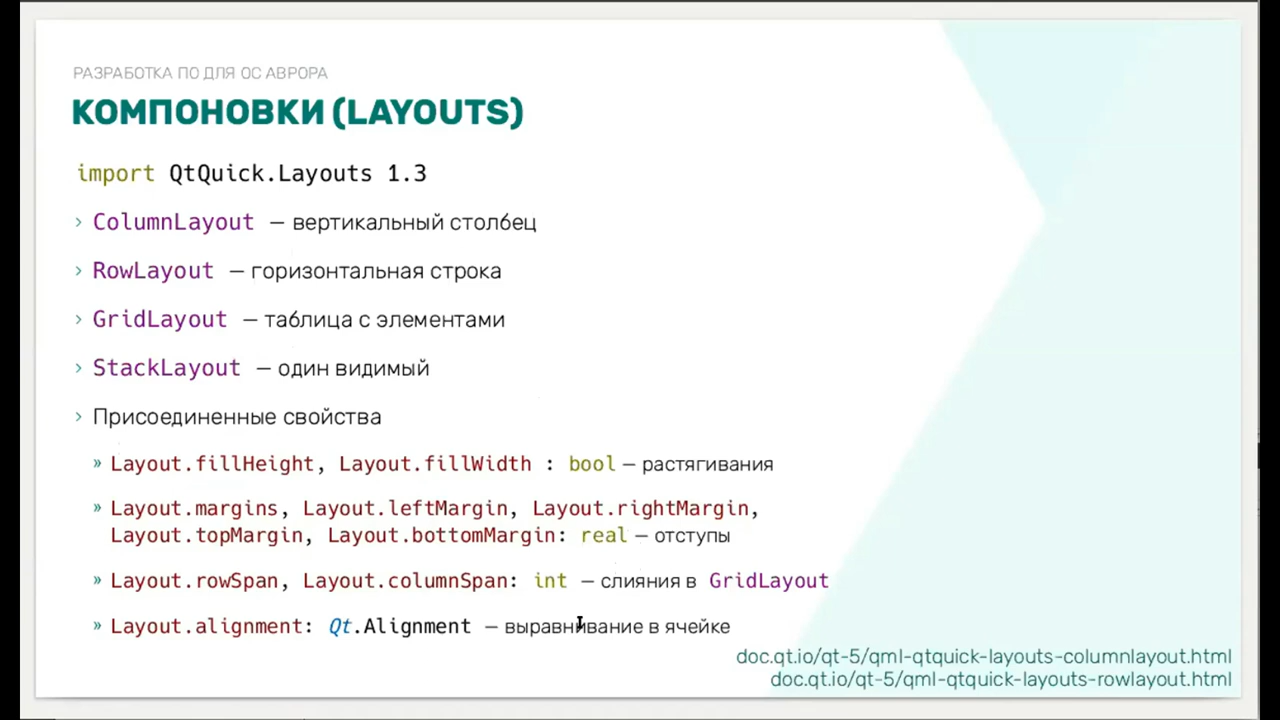 РАЗРАБОТКА ПО ДЛЯ ОС АВРОРА
КОМПОНОВКИ (LAYOUTS)
import QtQuick.Layouts 1.3
› ColumnLayout — вертикальный столбец
› RowLayout — горизонтальная строка
› GridLayout — таблица с элементами
› StackLayout — один видимый
› Присоединенные свойства
» Layout.fillHeight, Layout.fillWidth : bool — растягивания
» Layout.margins, Layout.leftMargin, Layout.rightMargin,
Layout.topMargin, Layout.bottomMargin: real — отступы
» Layout.rowSpan, Layout.columnSpan: int — слияния в GridLayout
» Layout.alignment: Qt.Alignment — выравнивание в ячейке
doc.qt.io/qt-5/qml-qtquick-layouts-columnlayout.html
doc.qt.io/qt-5/qml-qtquick-layouts-rowlayout.html